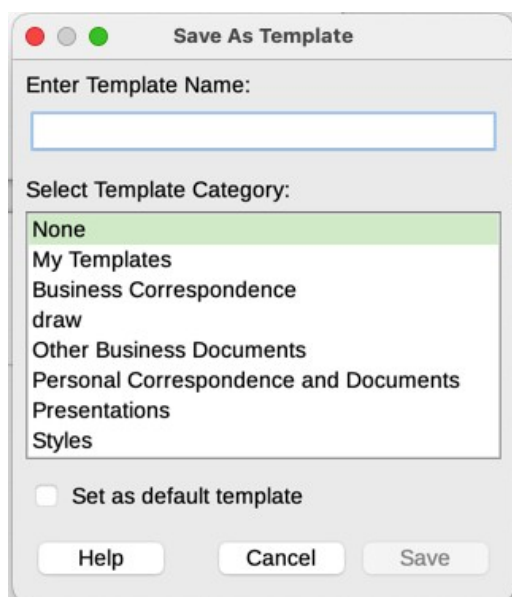 Save As Template
Enter Template Name:
Select Template Category:
None
My Templates
Business Correspondence
draw
Other Business Documents
Personal Correspondence and Documents
Presentations
Styles
Set as default template
Help Cancel Save